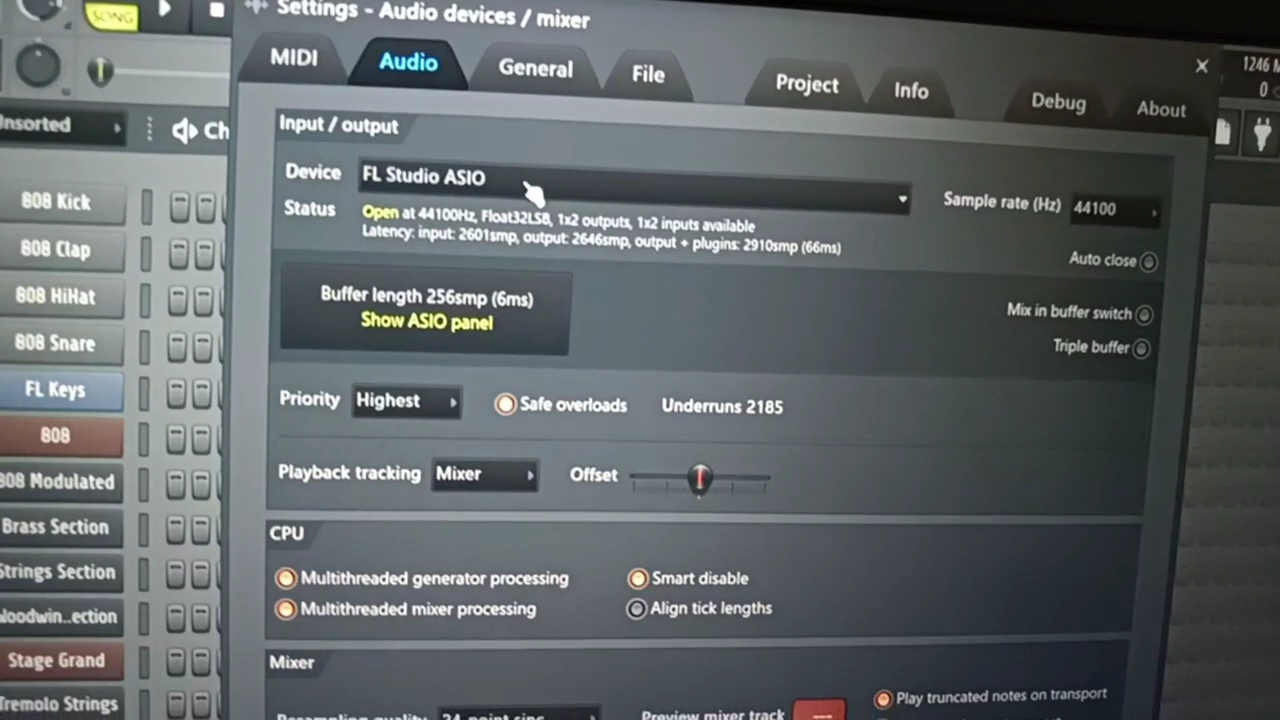 SONG
Settings - Audio devices / mixer
MIDI
Audio
General
File
Project
Info
Debug
About
1246
0
Unsorted
Ch
Input / output
Device
FL Studio ASIO
Sample rate (Hz)
44100
Status
Open at 44100Hz, Float32LSB, 1x2 outputs, 1x2 inputs available
Latency: input: 2601smp, output: 2646smp, output + plugins: 2910smp (66ms)
Auto close
Buffer length 256smp (6ms)
Show ASIO panel
Mix in buffer switch
Triple buffer
Priority
Highest
Safe overloads
Underruns 2185
Playback tracking
Mixer
Offset
CPU
Multithreaded generator processing
Smart disable
Multithreaded mixer processing
Align tick lengths
Mixer
Play truncated notes on transport
Preview mixer track
808 Kick
808 Clap
808 HiHat
808 Snare
FL Keys
808
808 Modulated
Brass Section
Strings Section
Woodwin..ection
Stage Grand
Tremolo Strings